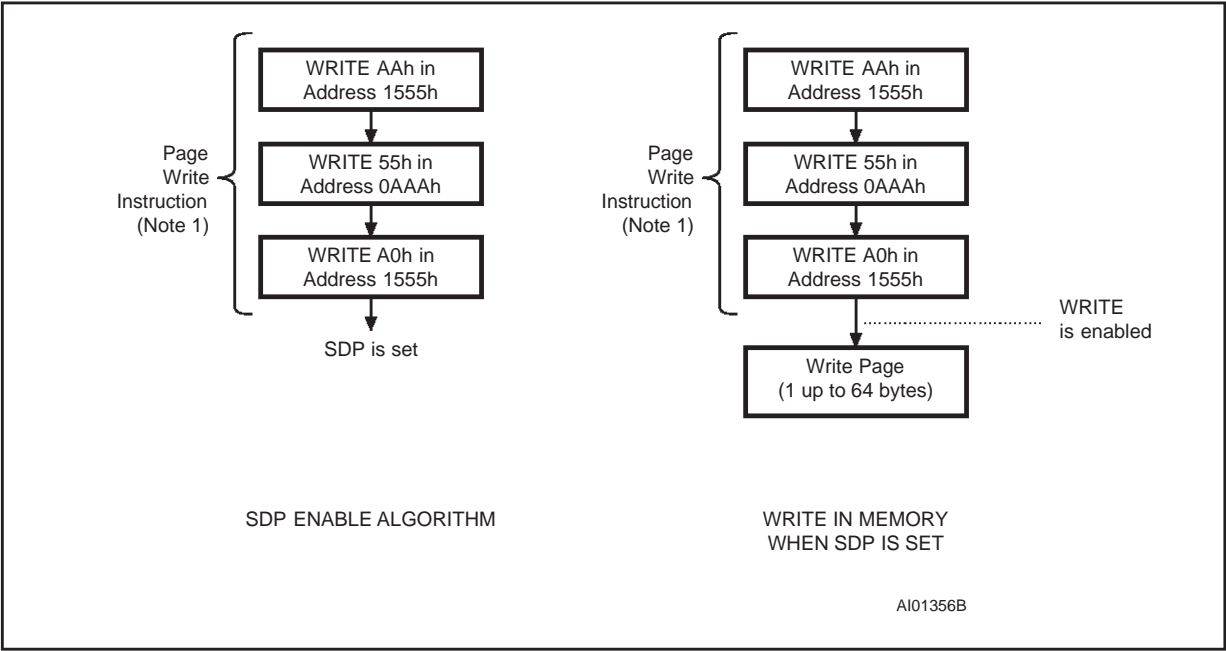 WRITE AAh in
Address 1555h
WRITE 55h in
Address 0AAAh
WRITE A0h in
Address 1555h
Page
Write
Instruction
(Note 1)
SDP is set
SDP ENABLE ALGORITHM
WRITE AAh in
Address 1555h
WRITE 55h in
Address 0AAAh
WRITE A0h in
Address 1555h
Page
Write
Instruction
(Note 1)
WRITE
is enabled
Write Page
(1 up to 64 bytes)
WRITE IN MEMORY
WHEN SDP IS SET
AI01356B